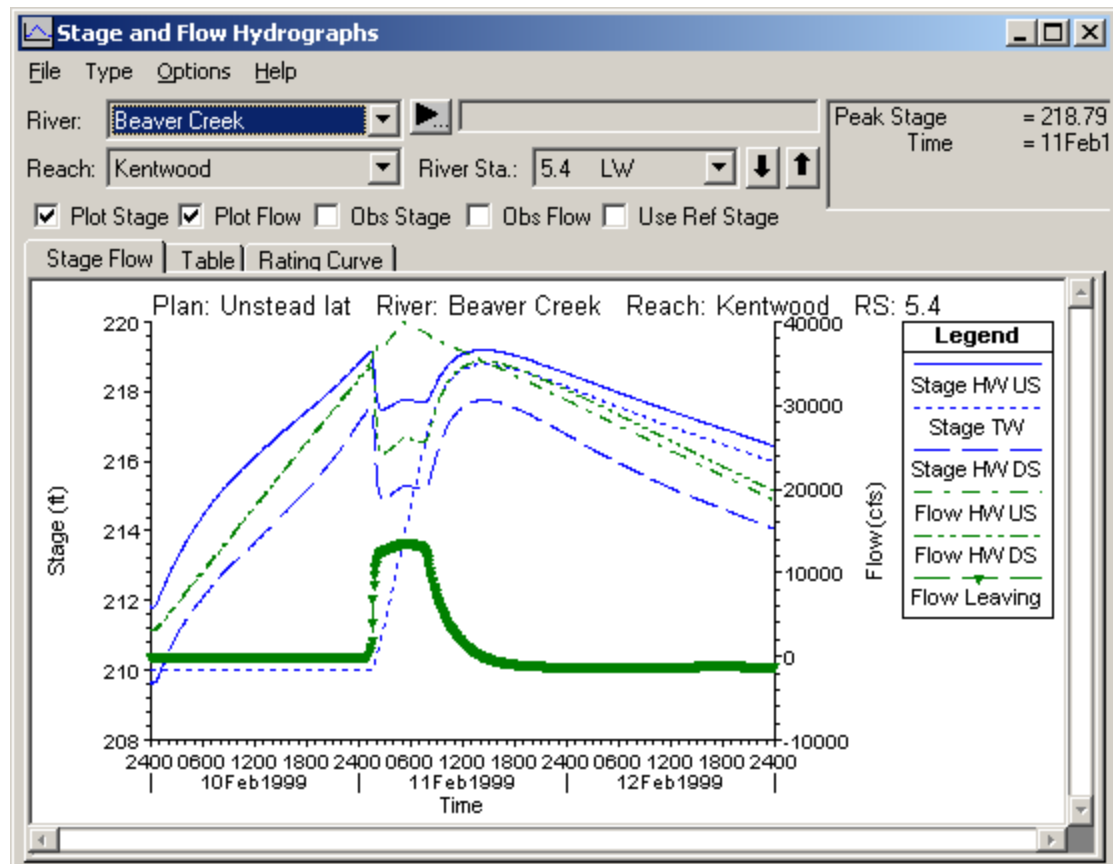 Stage and Flow Hydrographs
File Type Options Help
River: Beaver Creek ...
Reach: Kentwood River Sta.: 5.4 LW
Peak Stage = 218.79
Time = 11Feb1
Plot Stage Plot Flow Obs Stage Obs Flow Use Ref Stage
Stage Flow Table Rating Curve
Plan: Unstead lat River: Beaver Creek Reach: Kentwood RS: 5.4
220
218
216
214
212
210
208
Stage (ft)
40000
30000
20000
10000
0
-10000
Flow (cfs)
Legend
Stage HW US
Stage TW
Stage HW DS
Flow HW US
Flow HW DS
Flow Leaving
2400 0600 1200 1800 2400 0600 1200 1800 2400 0600 1200 1800 2400
10Feb1999 11Feb1999 12Feb1999
Time